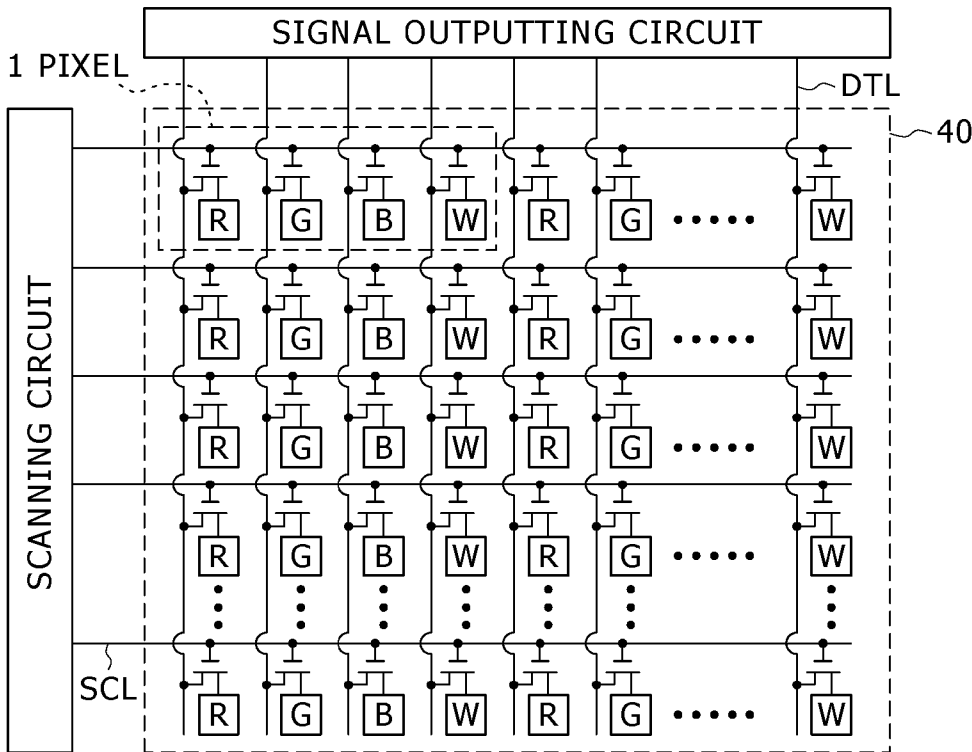 SIGNAL OUTPUTTING CIRCUIT
1 PIXEL
DTL
40
SCANNING CIRCUIT
R G B W R G ..... W
R G B W R G ..... W
R G B W R G ..... W
R G B W R G ..... W
SCL
R G B W R G ..... W